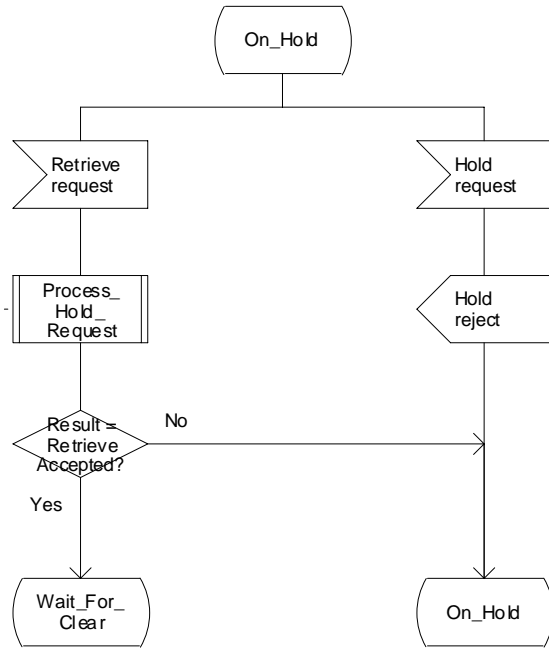 On_Hold
Retrieve
request
Hold
request
Process_
Hold_
Request
Hold
reject
Result =
Retrieve
Accepted?
No
Yes
Wait_For_
Clear
On_Hold